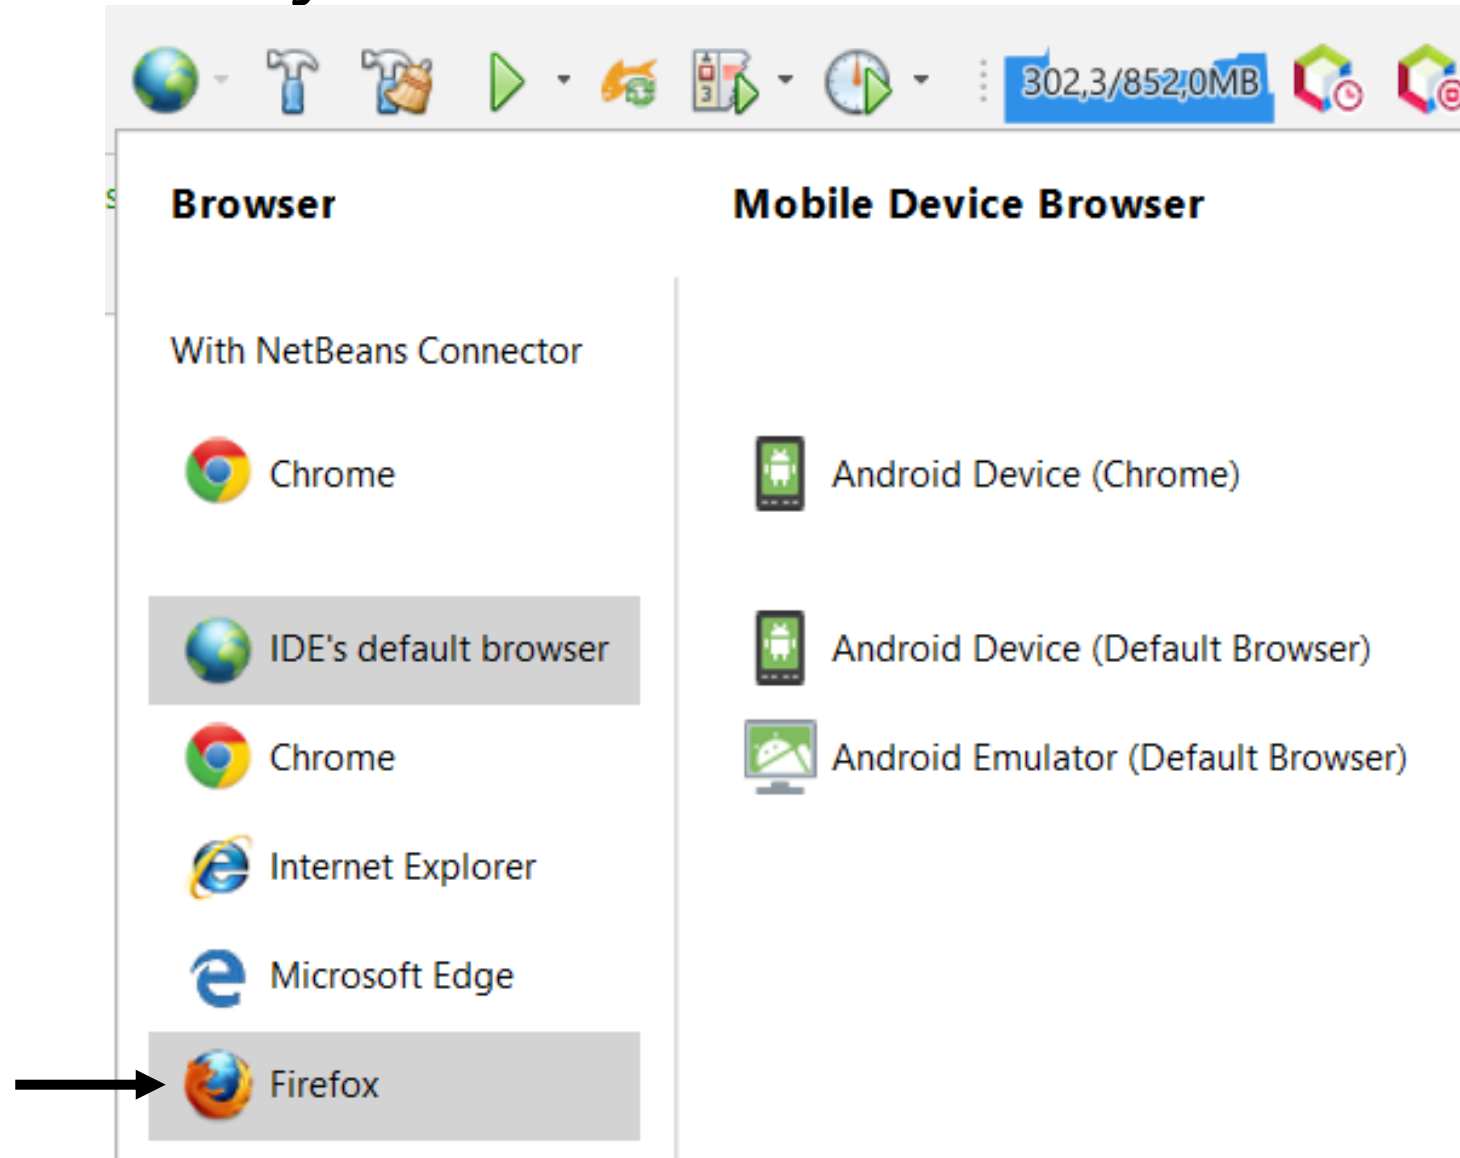 302,3/852,0MB
Browser
Mobile Device Browser
With NetBeans Connector
Chrome
Android Device (Chrome)
IDE's default browser
Android Device (Default Browser)
Chrome
Android Emulator (Default Browser)
Internet Explorer
Microsoft Edge
Firefox